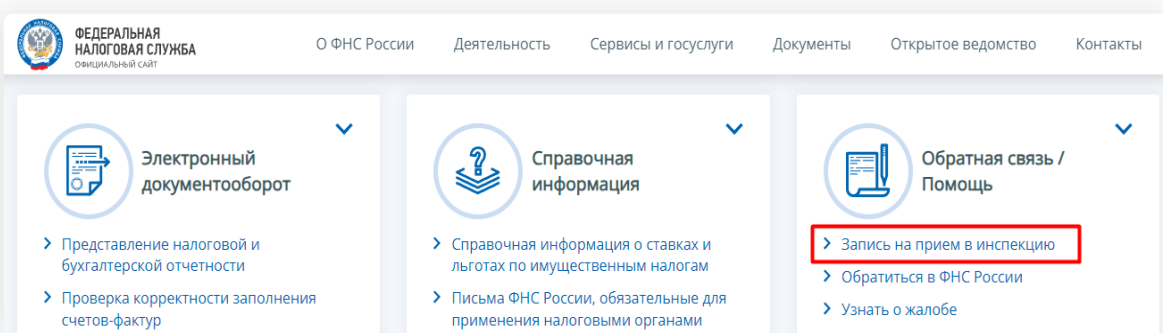 ФЕДЕРАЛЬНАЯ
НАЛОГОВАЯ СЛУЖБА
ОФИЦИАЛЬНЫЙ САЙТ
О ФНС России
Деятельность
Сервисы и госуслуги
Документы
Открытое ведомство
Контакты
Электронный
документооборот
Представление налоговой и
бухгалтерской отчетности
Проверка корректности заполнения
счетов-фактур
Справочная
информация
Справочная информация о ставках и
льготах по имущественным налогам
Письма ФНС России, обязательные для
применения налоговыми органами
Обратная связь /
Помощь
Запись на прием в инспекцию
Обратиться в ФНС России
Узнать о жалобе